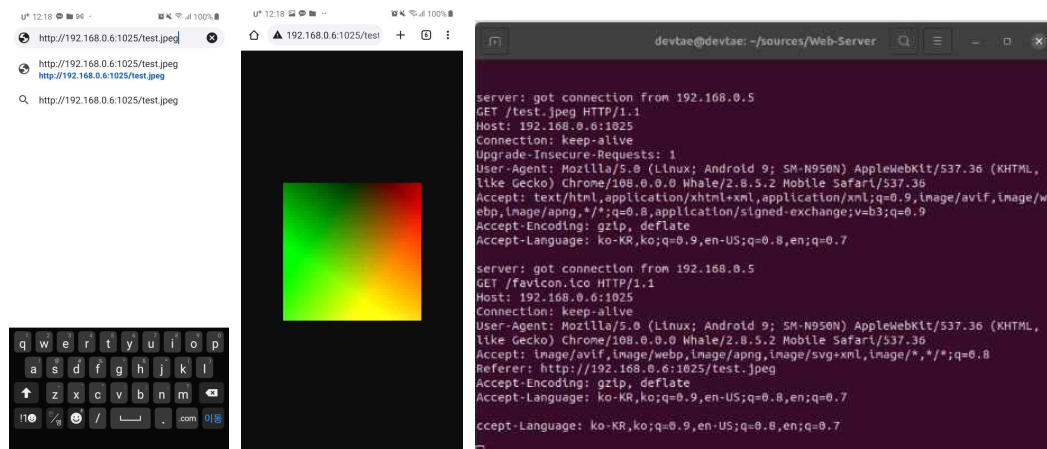 U+ 12:18
100%
http://192.168.0.6:1025/test.jpeg
http://192.168.0.6:1025/test.jpeg
http://192.168.0.6:1025/test.jpeg
http://192.168.0.6:1025/test.jpeg
q w e r t y u i o p
a s d f g h j k l
z x c v b n m
!1☻ / . .com 이동
U+ 12:18
100%
192.168.0.6:1025/test
6
devtae@devtae: ~/sources/Web-Server
server: got connection from 192.168.0.5
GET /test.jpeg HTTP/1.1
Host: 192.168.0.6:1025
Connection: keep-alive
Upgrade-Insecure-Requests: 1
User-Agent: Mozilla/5.0 (Linux; Android 9; SM-N950N) AppleWebKit/537.36 (KHTML,
like Gecko) Chrome/108.0.0.0 Whale/2.8.5.2 Mobile Safari/537.36
Accept: text/html,application/xhtml+xml,application/xml;q=0.9,image/avif,image/w
ebp,image/apng,*/*;q=0.8,application/signed-exchange;v=b3;q=0.9
Accept-Encoding: gzip, deflate
Accept-Language: ko-KR,ko;q=0.9,en-US;q=0.8,en;q=0.7
server: got connection from 192.168.0.5
GET /favicon.ico HTTP/1.1
Host: 192.168.0.6:1025
Connection: keep-alive
User-Agent: Mozilla/5.0 (Linux; Android 9; SM-N950N) AppleWebKit/537.36 (KHTML,
like Gecko) Chrome/108.0.0.0 Whale/2.8.5.2 Mobile Safari/537.36
Accept: image/avif,image/webp,image/apng,image/svg+xml,image/*,*/*;q=0.8
Referer: http://192.168.0.6:1025/test.jpeg
Accept-Encoding: gzip, deflate
Accept-Language: ko-KR,ko;q=0.9,en-US;q=0.8,en;q=0.7
ccept-Language: ko-KR,ko;q=0.9,en-US;q=0.8,en;q=0.7